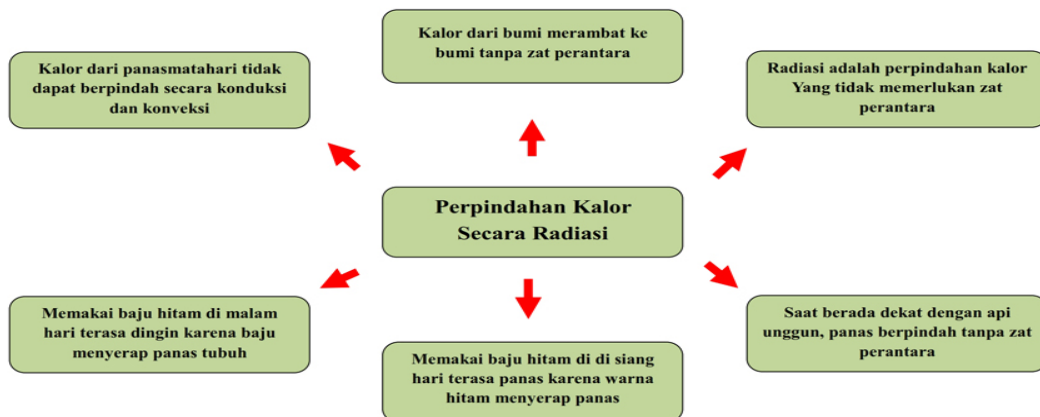 Kalor dari bumi merambat ke
bumi tanpa zat perantara
Kalor dari panasmatahari tidak
dapat berpindah secara konduksi
dan konveksi
Radiasi adalah perpindahan kalor
Yang tidak memerlukan zat
perantara
Perpindahan Kalor
Secara Radiasi
Memakai baju hitam di malam
hari terasa dingin karena baju
menyerap panas tubuh
Memakai baju hitam di di siang
hari terasa panas karena warna
hitam menyerap panas
Saat berada dekat dengan api
unggun, panas berpindah tanpa zat
perantara